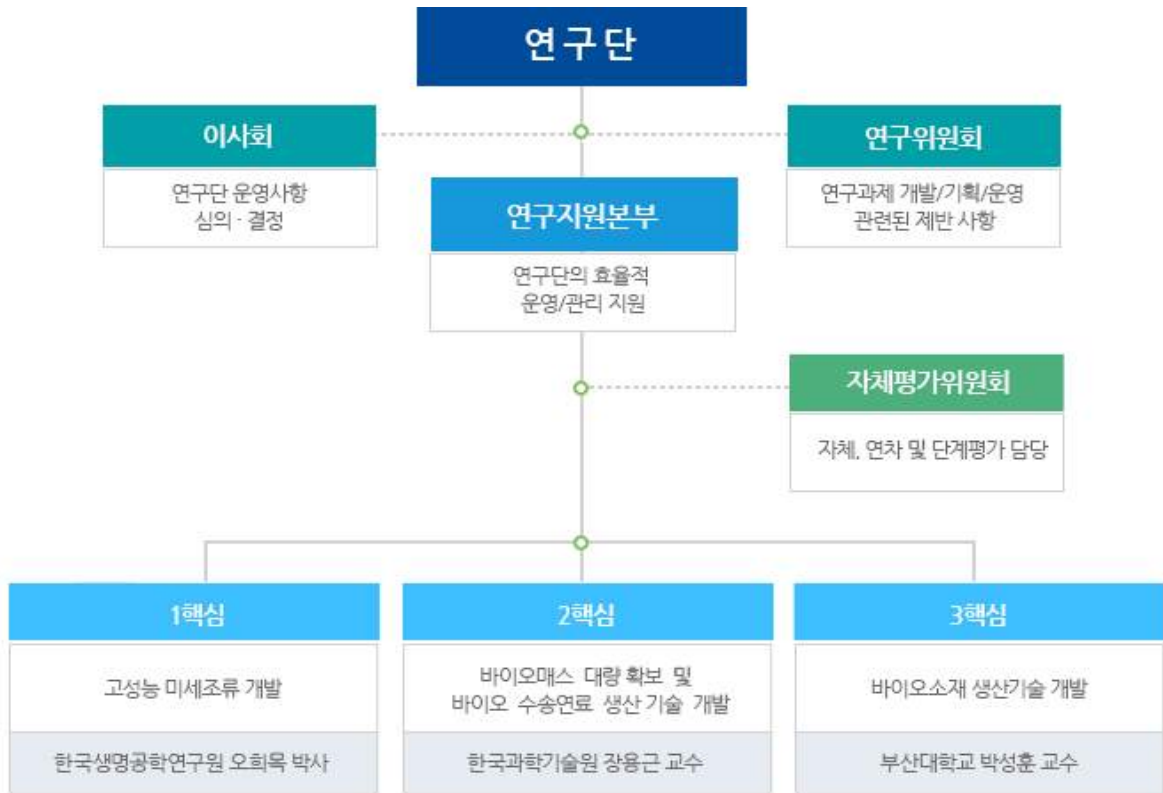 연구단
이사회
연구단 운영사항
심의 · 결정
연구위원회
연구과제 개발/기획/운영
관련된 제반 사항
연구지원본부
연구단의 효율적
운영/관리 지원
자체평가위원회
자체, 연차 및 단계평가 담당
1핵심
고성능 미세조류 개발
한국생명공학연구원 오희목 박사
2핵심
바이오매스 대량 확보 및
바이오 수송연료 생산 기술 개발
한국과학기술원 장용근 교수
3핵심
바이오소재 생산기술 개발
부산대학교 박성훈 교수